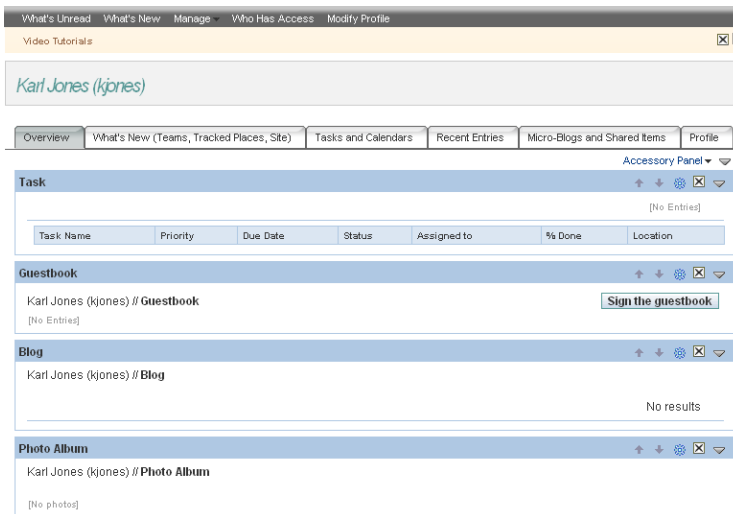 What's Unread What's New Manage Who Has Access Modify Profile
Video Tutorials
Karl Jones (kjones)
Overview What's New (Teams, Tracked Places, Site) Tasks and Calendars Recent Entries Micro-Blogs and Shared Items Profile
Accessory Panel
Task
[No Entries]
Task Name Priority Due Date Status Assigned to % Done Location
Guestbook
Karl Jones (kjones) // Guestbook Sign the guestbook
[No Entries]
Blog
Karl Jones (kjones) // Blog
No results
Photo Album
Karl Jones (kjones) // Photo Album
[No photos]